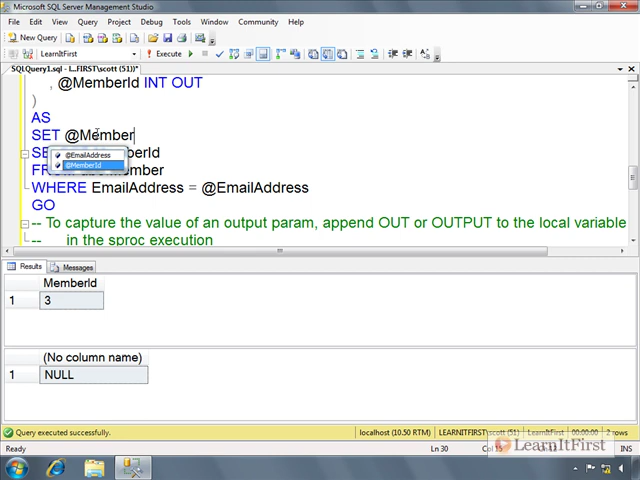 Microsoft SQL Server Management Studio
File Edit View Query Project Debug Tools Window Community Help
New Query
LearnItFirst Execute
SQLQuery1.sql - l...FIRST\scott (51))*
, @MemberId INT OUT
)
AS
SET @Member
@EmailAddress
@MemberId
WHERE EmailAddress = @EmailAddress
GO
-- To capture the value of an output param, append OUT or OUTPUT to the local variable
-- in the sproc execution
Results Messages
MemberId
1 3
(No column name)
1 NULL
Query executed successfully. localhost (10.50 RTM) LEARNITFIRST\scott (51) LearnItFirst 00:00:00 2 rows
LearnItFirst
Ready Ln 30 Col 15 INS